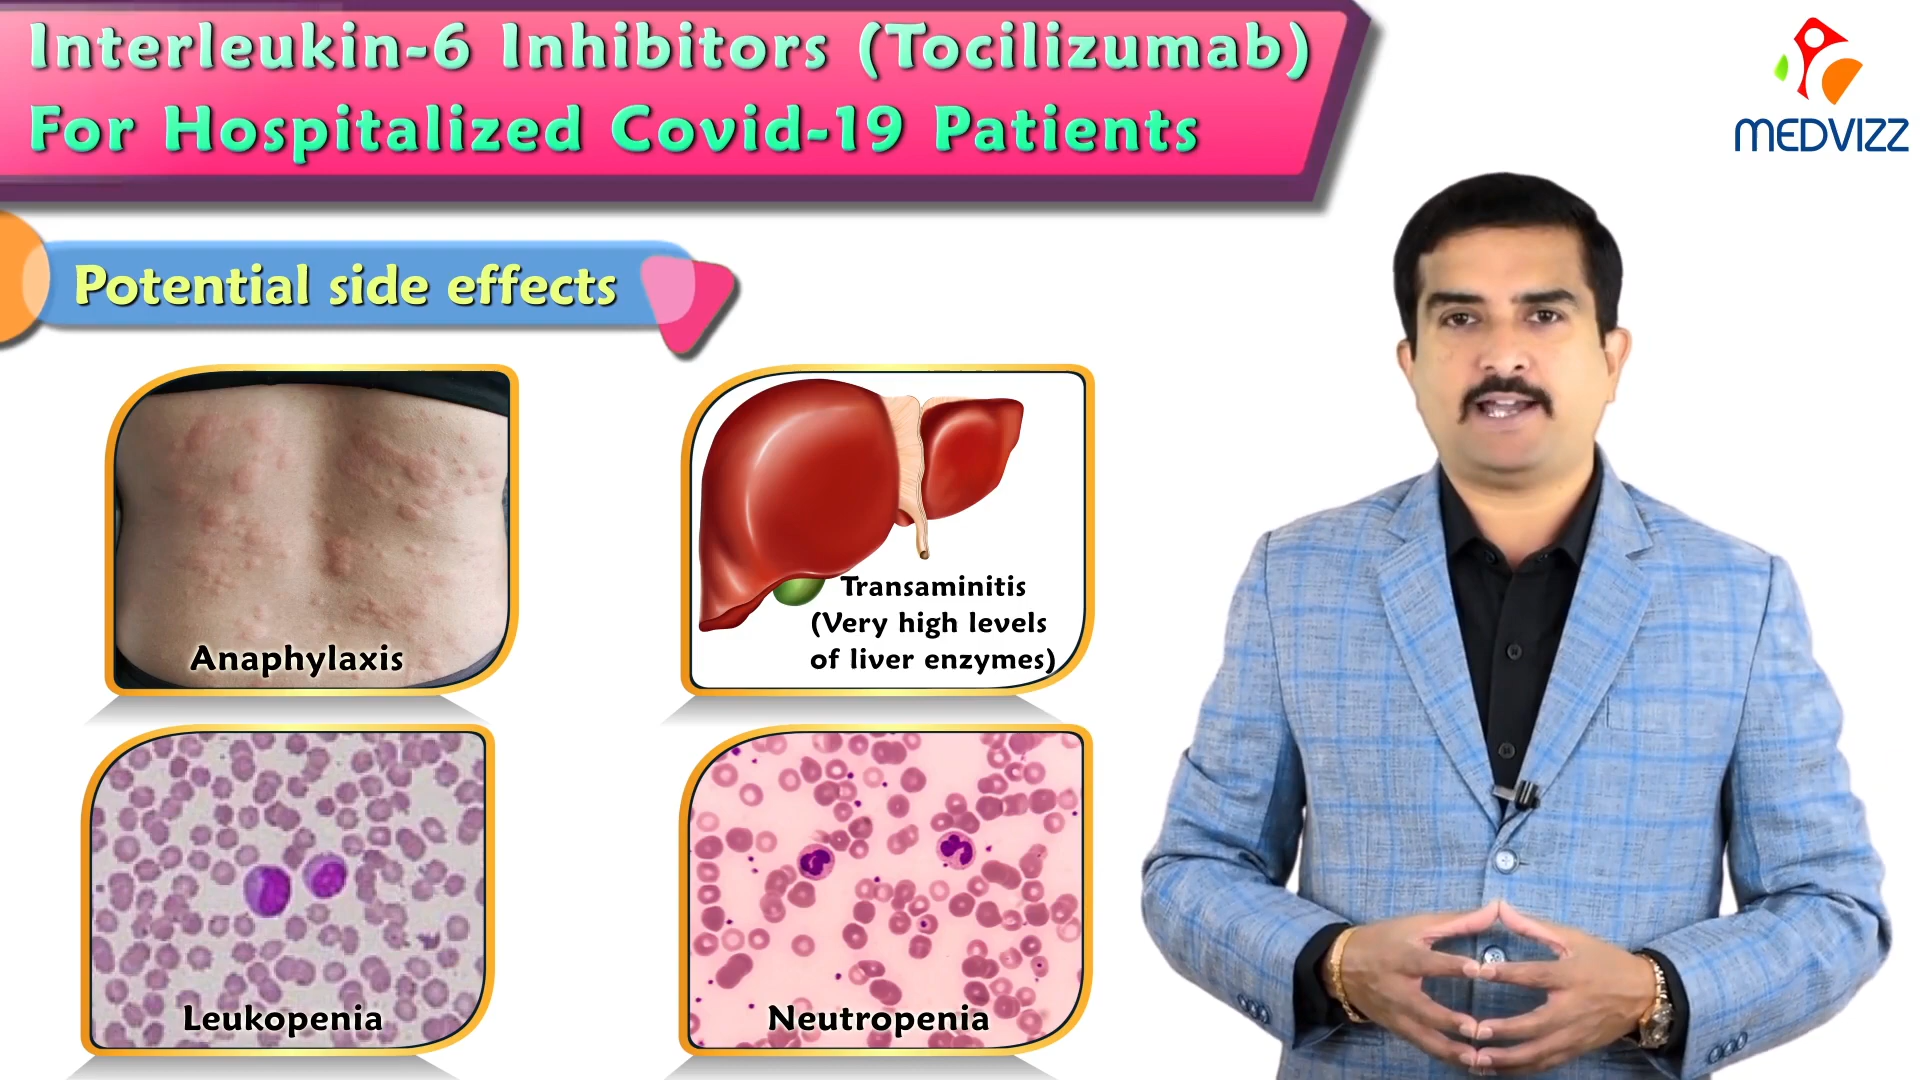 Interleukin-6 Inhibitors (Tocilizumab)
For Hospitalized Covid-19 Patients
MEDVIZZ
Potential side effects
Anaphylaxis
Transaminitis
(Very high levels
of liver enzymes)
Leukopenia
Neutropenia